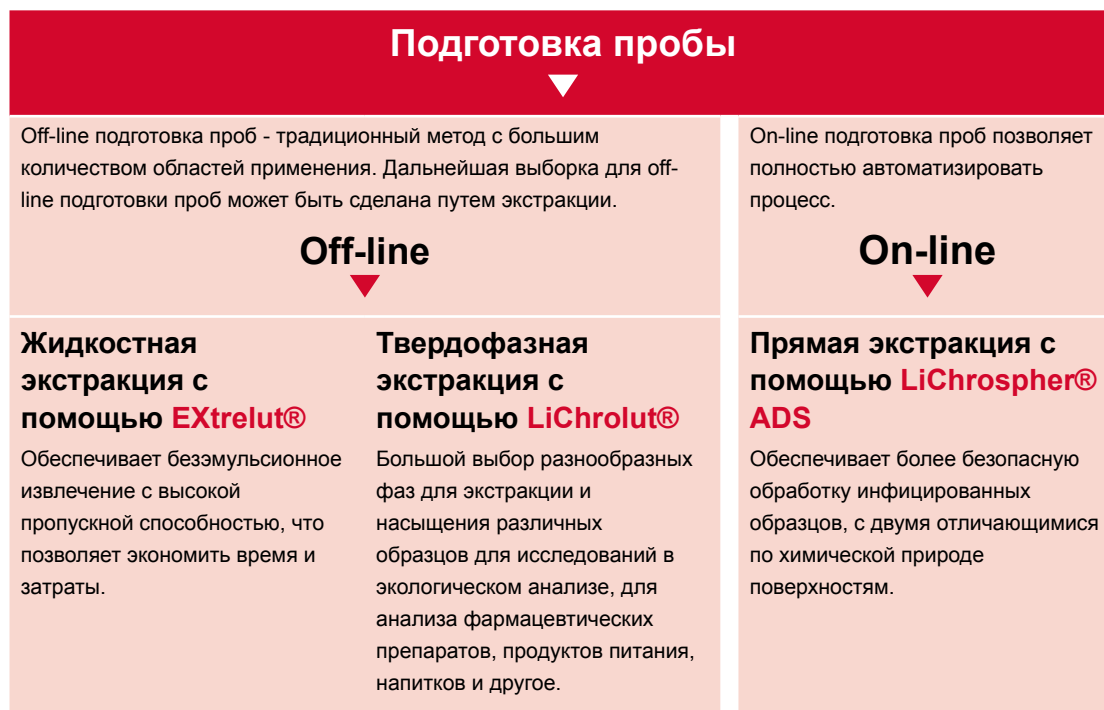 Подготовка пробы
Off-line подготовка проб - традиционный метод с большим
количеством областей применения. Дальнейшая выборка для off-
line подготовки проб может быть сделана путем экстракции.
Off-line
On-line подготовка проб позволяет
полностью автоматизировать
процесс.
On-line
Жидкостная
экстракция с
помощью EXtrelut®
Обеспечивает безэмульсионное
извлечение с высокой
пропускной способностью, что
позволяет экономить время и
затраты.
Твердофазная
экстракция с
помощью LiChrolut®
Большой выбор разнообразных
фаз для экстракции и
насыщения различных
образцов для исследований в
экологическом анализе, для
анализа фармацевтических
препаратов, продуктов питания,
напитков и другое.
Прямая экстракция с
помощью LiChrospher®
ADS
Обеспечивает более безопасную
обработку инфицированных
образцов, с двумя отличающимися
по химической природе
поверхностям.